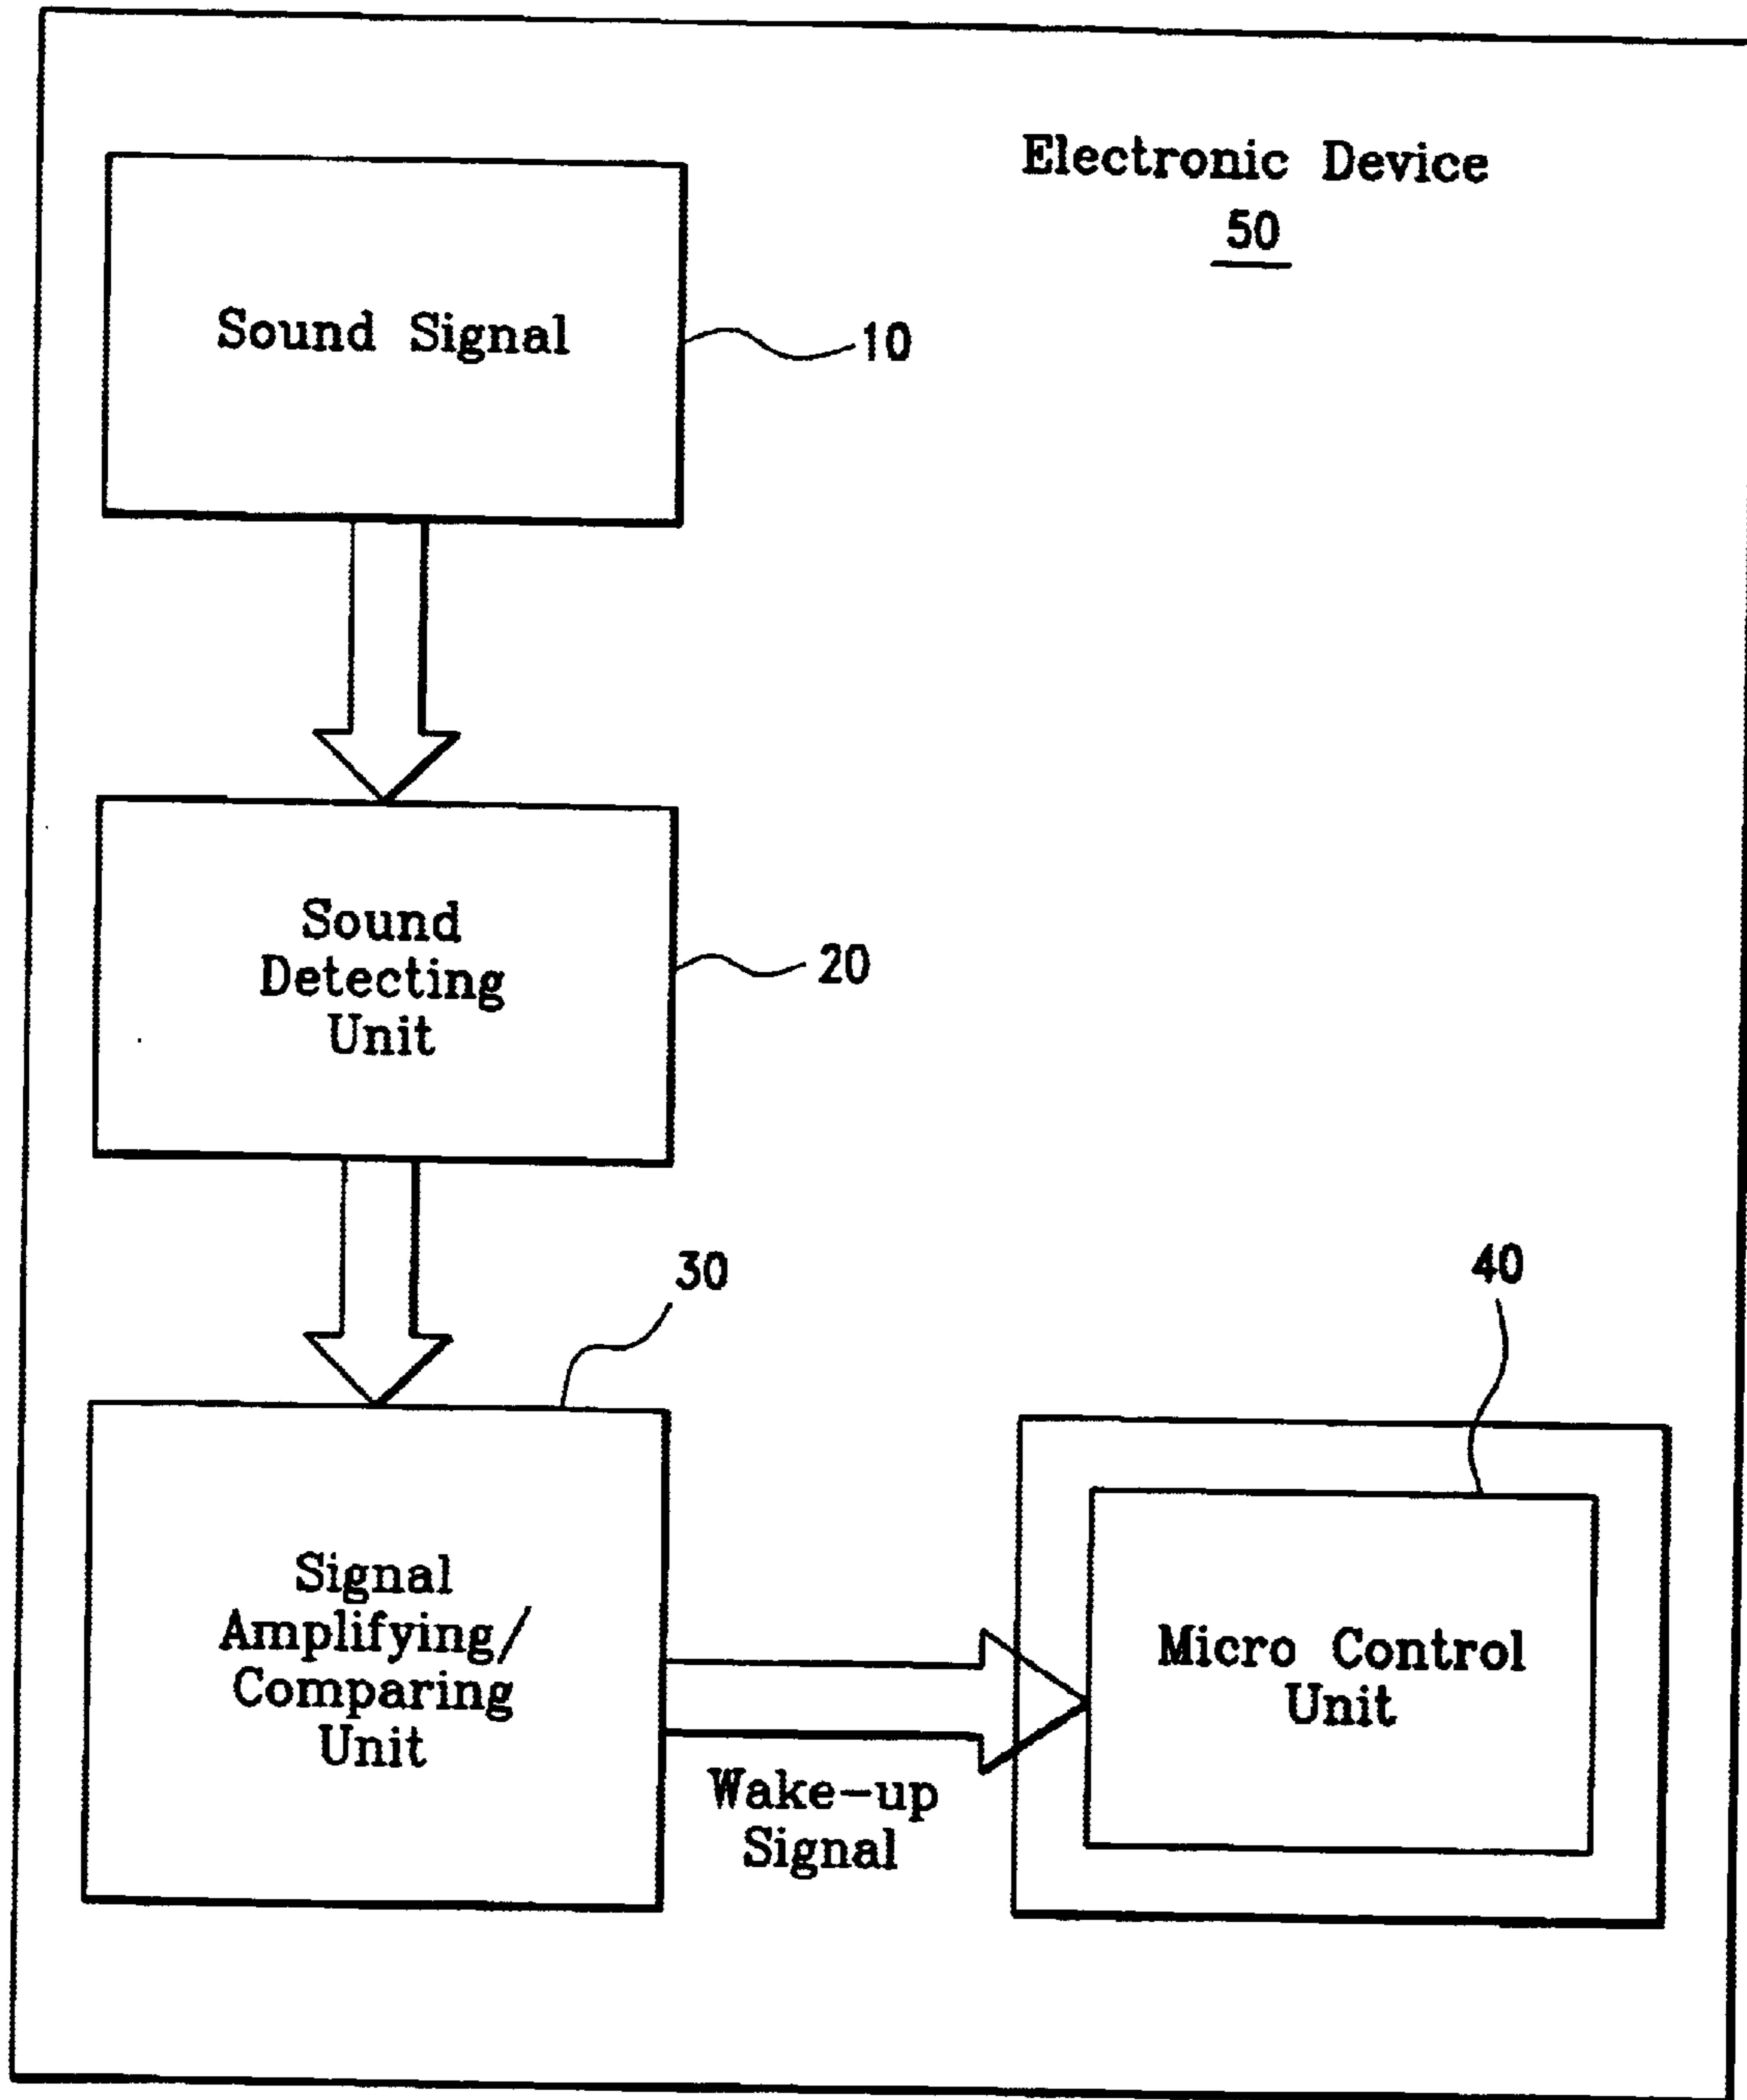 Electronic Device
50
Sound Signal
10
Sound
Detecting
Unit
20
30
Signal
Amplifying/
Comparing
Unit
Wake-up
Signal
40
Micro Control
Unit